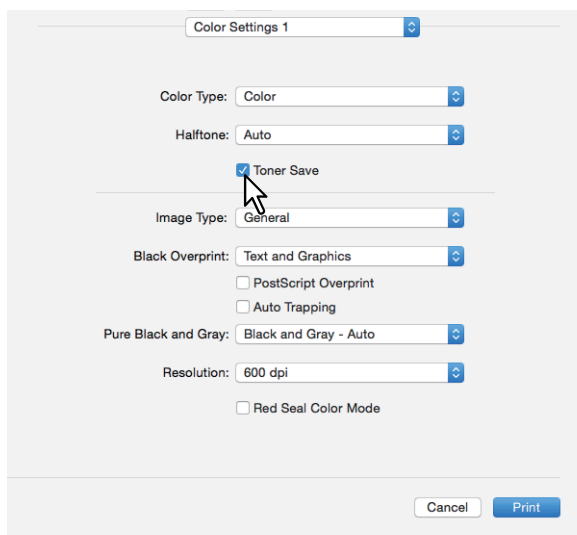 Color Settings 1
Color Type: Color
Halftone: Auto
Toner Save
Image Type: General
Black Overprint: Text and Graphics
PostScript Overprint
Auto Trapping
Pure Black and Gray: Black and Gray - Auto
Resolution: 600 dpi
Red Seal Color Mode
Cancel Print